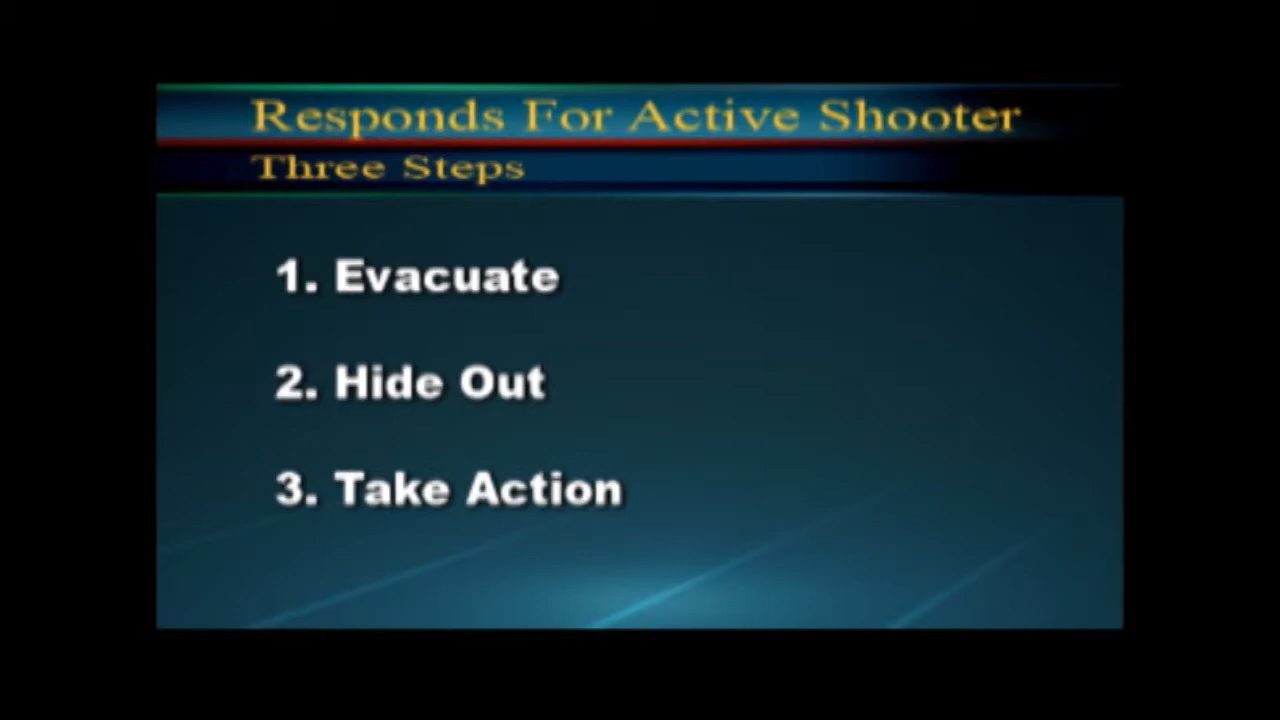 Responds For Active Shooter
Three Steps
1. Evacuate
2. Hide Out
3. Take Action